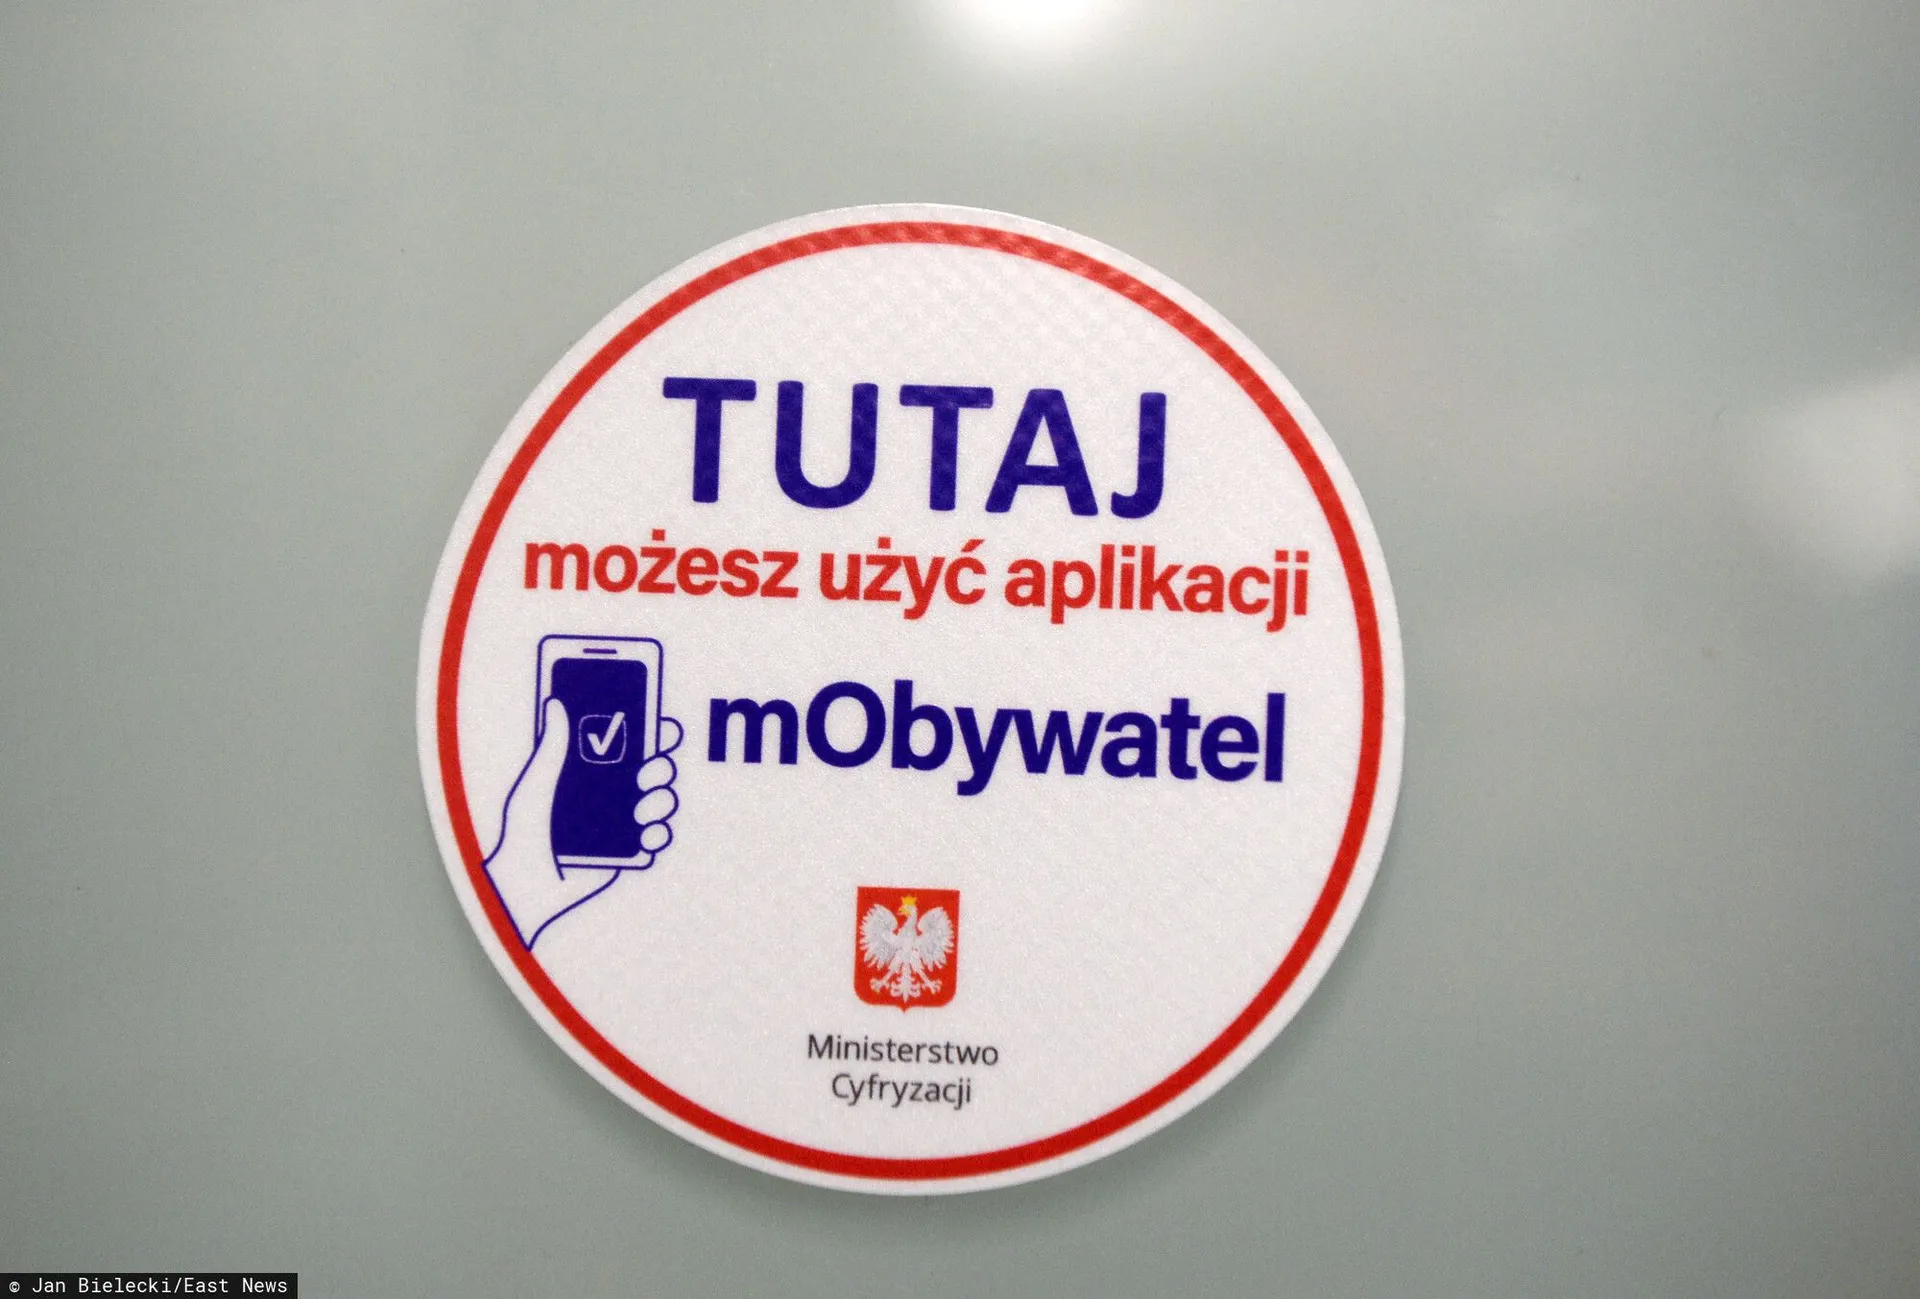 TUTAJ
możesz użyć aplikacji
mObywatel
Ministerstwo
Cyfryzacji
© Jan Bielecki/East News